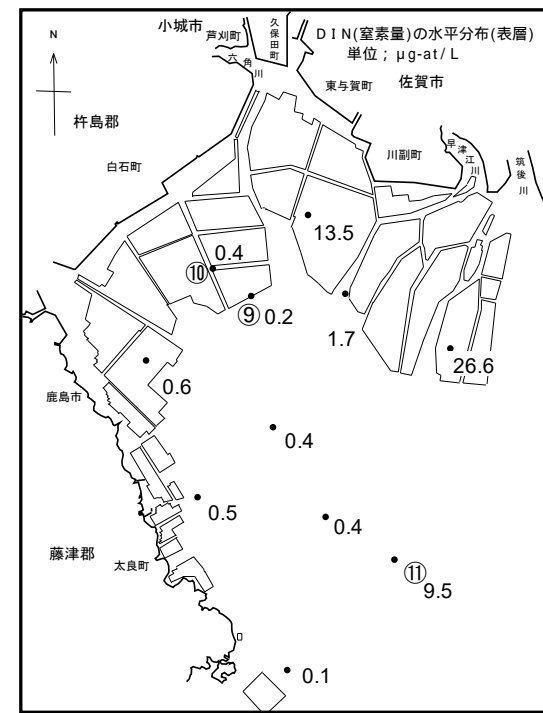 小城市
久保田町
DIN(窒素量)の水平分布(表層)
単位；μg-at/L
芦刈町
六角川
N
東与賀町
佐賀市
杵島郡
川副町
早津江川
筑後川
白石町
13.5
0.4
⑩
⑨ 0.2
1.7
26.6
0.6
鹿島市
0.4
0.5
0.4
藤津郡
太良町
⑪
9.5
0.1